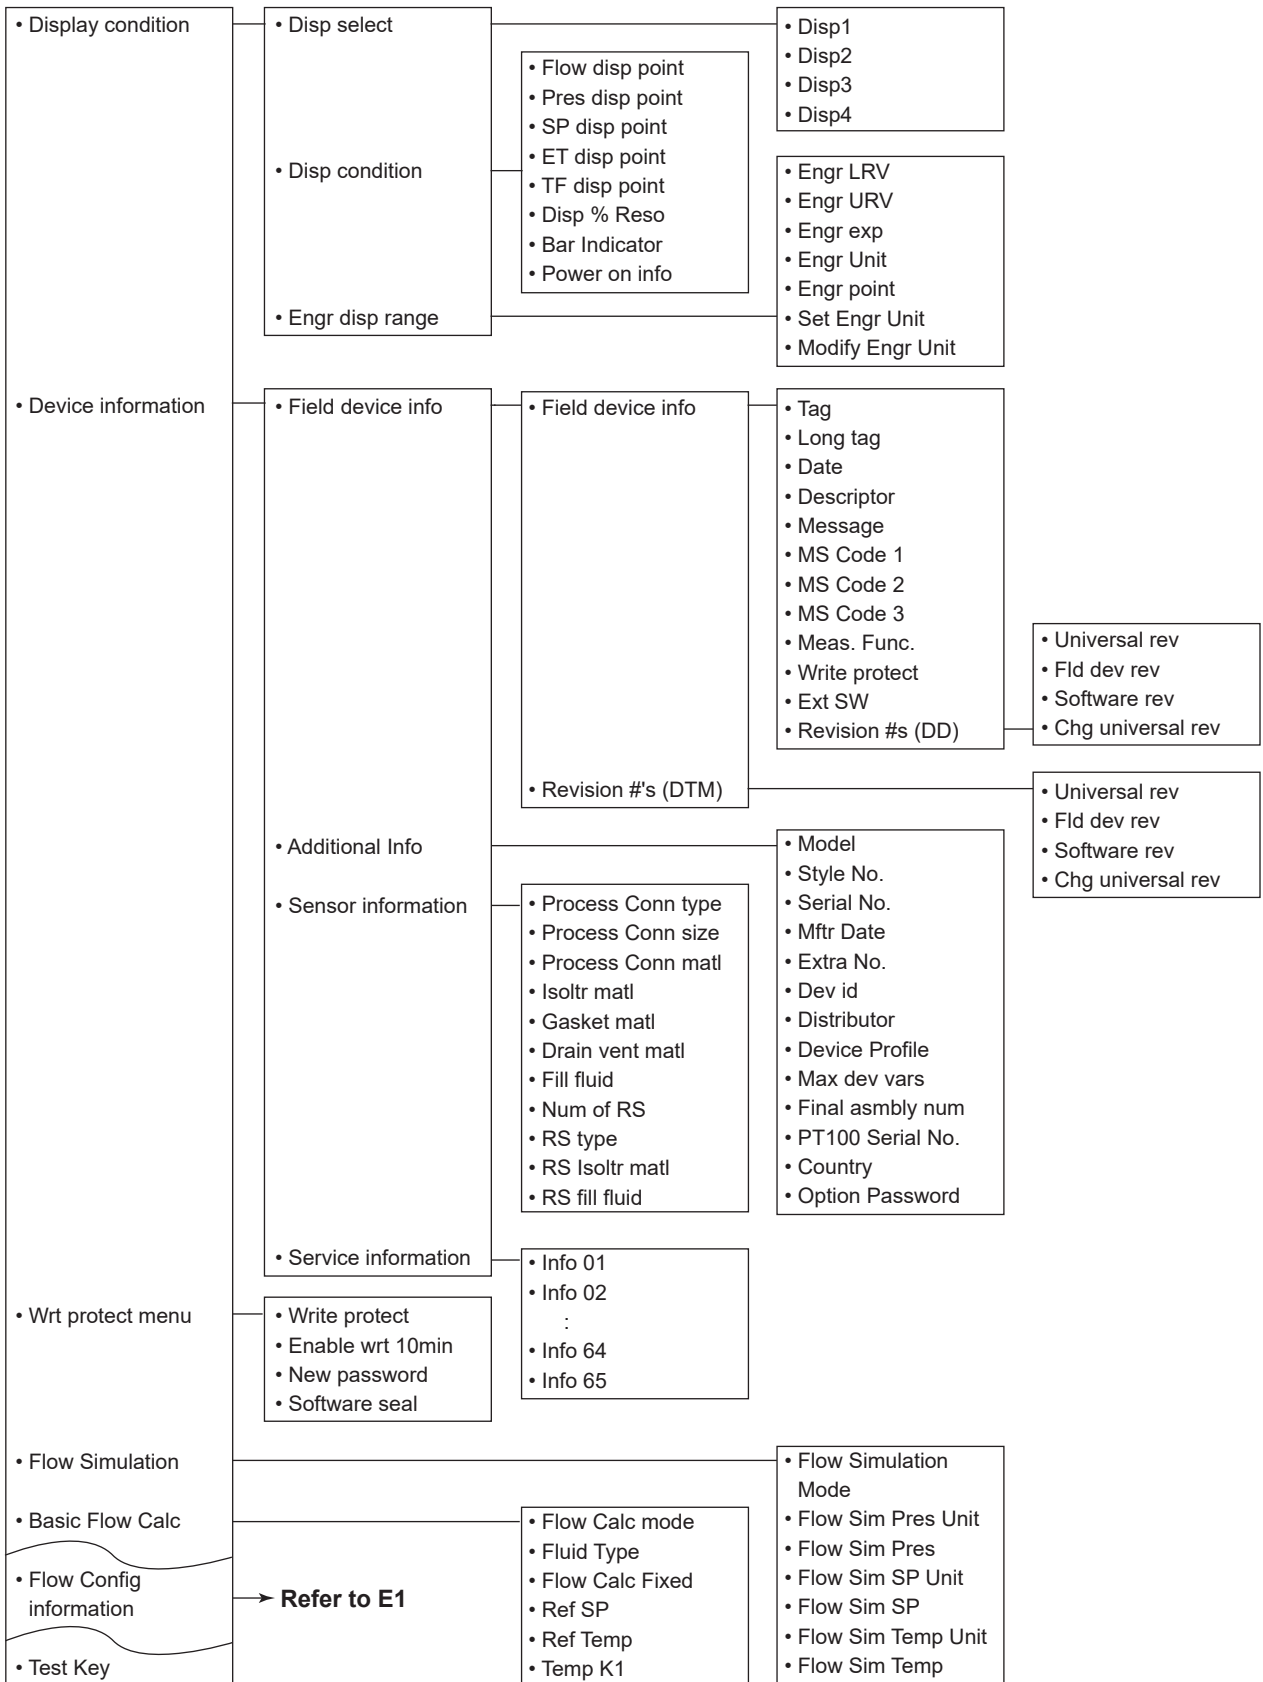 • Display condition
• Disp select
• Disp1
• Disp2
• Disp3
• Disp4
• Disp condition
• Flow disp point
• Pres disp point
• SP disp point
• ET disp point
• TF disp point
• Disp % Reso
• Bar Indicator
• Power on info
• Engr disp range
• Engr LRV
• Engr URV
• Engr exp
• Engr Unit
• Engr point
• Set Engr Unit
• Modify Engr Unit
• Device information
• Field device info
• Field device info
• Tag
• Long tag
• Date
• Descriptor
• Message
• MS Code 1
• MS Code 2
• MS Code 3
• Meas. Func.
• Write protect
• Ext SW
• Revision #s (DD)
• Universal rev
• Fld dev rev
• Software rev
• Chg universal rev
• Revision #'s (DTM)
• Universal rev
• Fld dev rev
• Software rev
• Chg universal rev
• Additional Info
• Model
• Style No.
• Serial No.
• Mftr Date
• Extra No.
• Dev id
• Distributor
• Device Profile
• Max dev vars
• Final asmbly num
• PT100 Serial No.
• Country
• Option Password
• Sensor information
• Process Conn type
• Process Conn size
• Process Conn matl
• Isoltr matl
• Gasket matl
• Drain vent matl
• Fill fluid
• Num of RS
• RS type
• RS Isoltr matl
• RS fill fluid
• Service information
• Info 01
• Info 02
:
• Info 64
• Info 65
• Wrt protect menu
• Write protect
• Enable wrt 10min
• New password
• Software seal
• Flow Simulation
• Flow Simulation
Mode
• Flow Sim Pres Unit
• Flow Sim Pres
• Flow Sim SP Unit
• Flow Sim SP
• Flow Sim Temp Unit
• Flow Sim Temp
• Basic Flow Calc
• Flow Calc mode
• Fluid Type
• Flow Calc Fixed
• Ref SP
• Ref Temp
• Temp K1
• Flow Config
information
Refer to E1
• Test Key